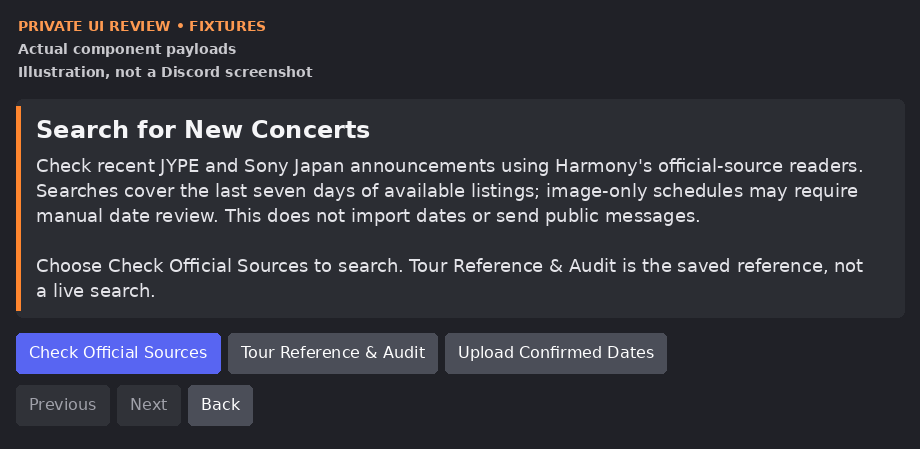 PRIVATE UI REVIEW • FIXTURES
Actual component payloads
Illustration, not a Discord screenshot
Search for New Concerts
Check recent JYPE and Sony Japan announcements using Harmony's official-source readers.
Searches cover the last seven days of available listings; image-only schedules may require
manual date review. This does not import dates or send public messages.
Choose Check Official Sources to search. Tour Reference & Audit is the saved reference, not
a live search.
Check Official Sources Tour Reference & Audit Upload Confirmed Dates
Previous Next Back